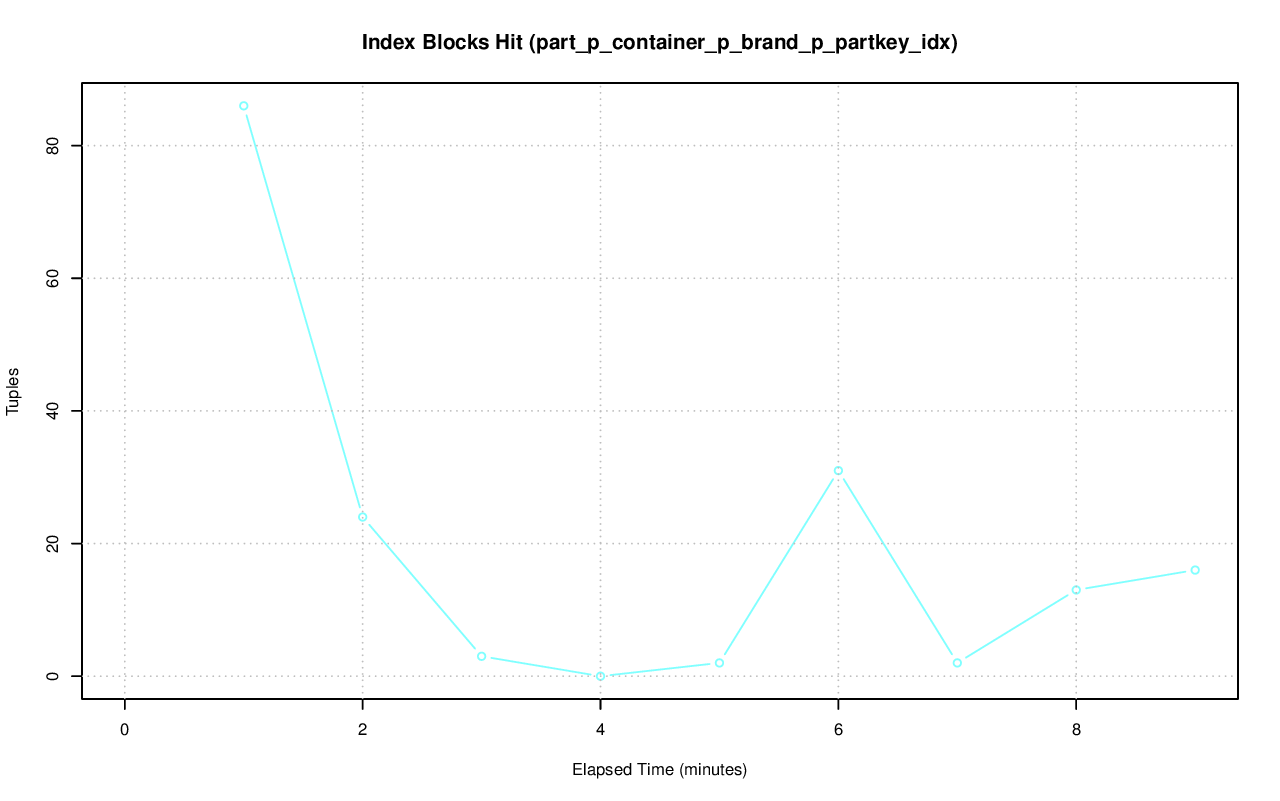 Index Blocks Hit (part_p_container_p_brand_p_partkey_idx)
Tuples
80
60
40
20
0
0 2 4 6 8
Elapsed Time (minutes)